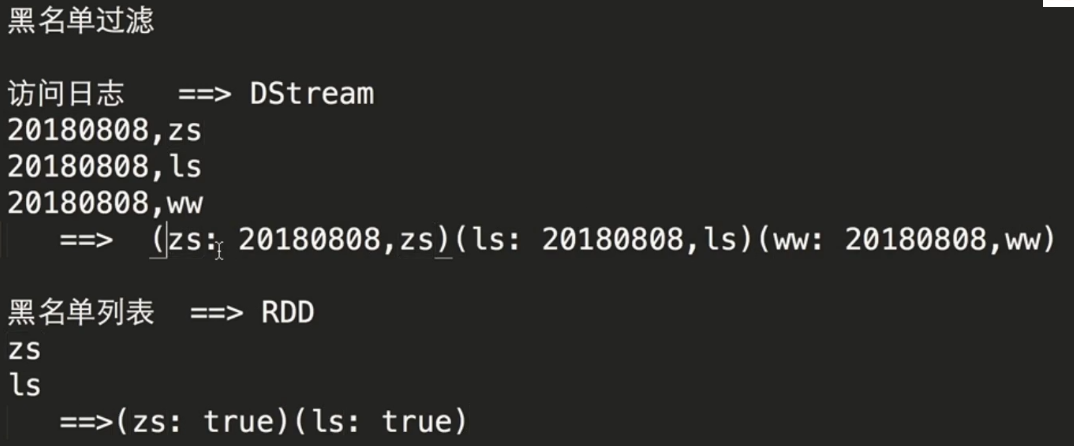 黑名单过滤
访问日志 ==> DStream
20180808,zs
20180808,ls
20180808,ww
==> (zs: 20180808,zs)(ls: 20180808,ls)(ww: 20180808,ww)
黑名单列表 ==> RDD
zs
ls
==>(zs: true)(ls: true)